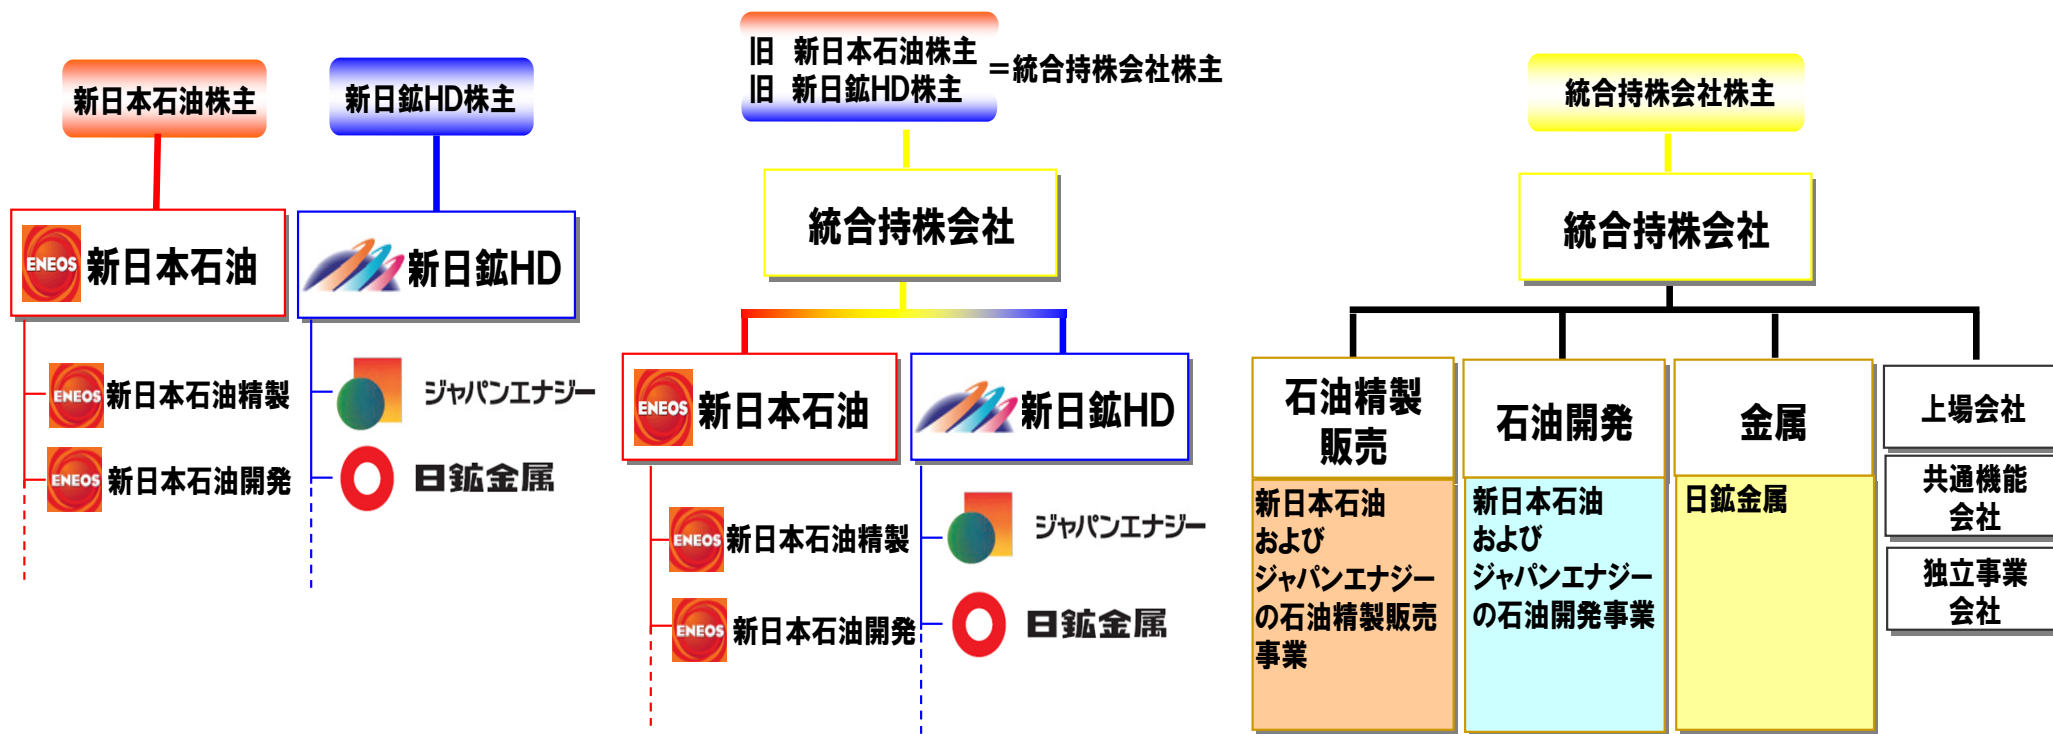 新日本石油株主
新日鉱HD株主
ENEOS 新日本石油
新日鉱HD
ENEOS 新日本石油精製
ENEOS 新日本石油開発
ジャパンエナジー
日鉱金属
旧 新日本石油株主
旧 新日鉱HD株主
=統合持株会社株主
統合持株会社
ENEOS 新日本石油
新日鉱HD
ENEOS 新日本石油精製
ENEOS 新日本石油開発
ジャパンエナジー
日鉱金属
統合持株会社株主
統合持株会社
石油精製
販売
新日本石油
および
ジャパンエナジー
の石油精製販売
事業
石油開発
新日本石油
および
ジャパンエナジー
の石油開発事業
金属
日鉱金属
上場会社
共通機能
会社
独立事業
会社